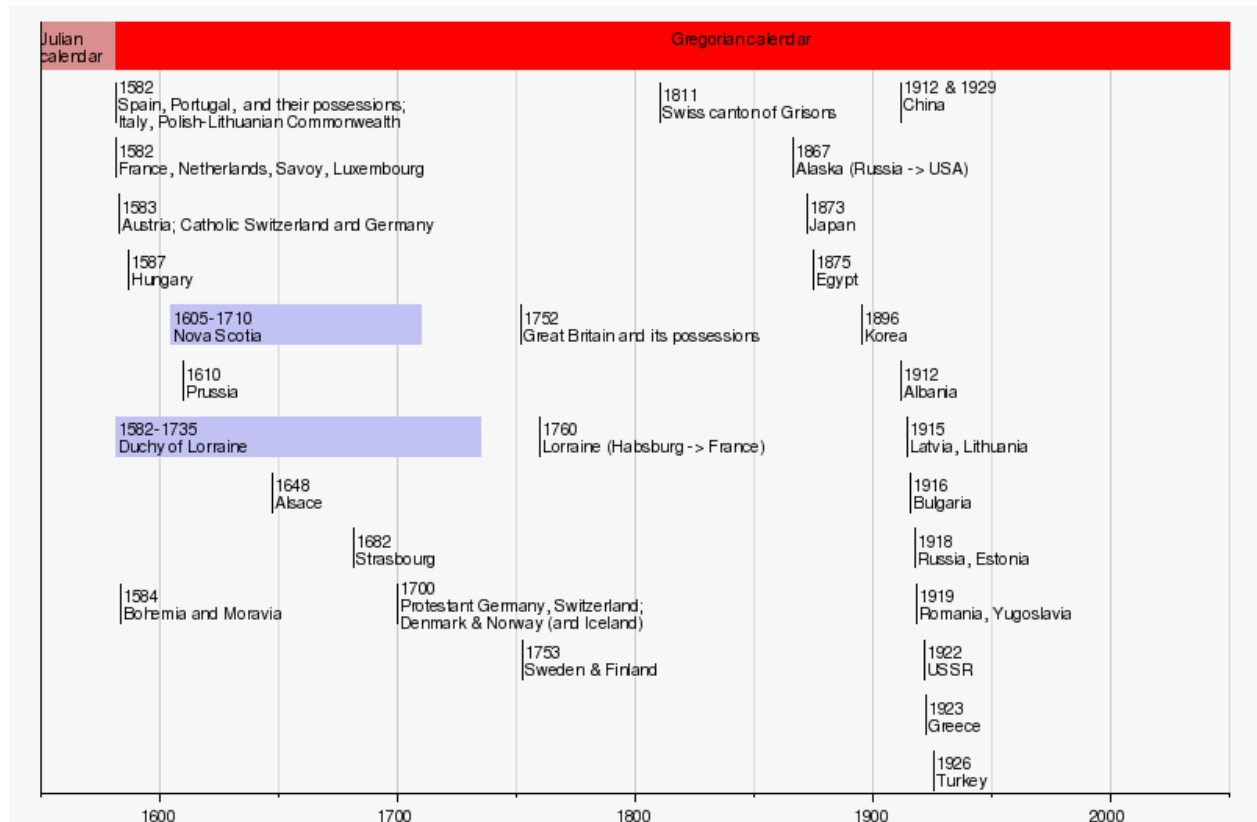 Julian
calendar
Gregorian calendar
1582
Spain, Portugal, and their possessions;
Italy, Polish-Lithuanian Commonwealth
1811
Swiss canton of Grisons
1912 & 1929
China
1582
France, Netherlands, Savoy, Luxembourg
1867
Alaska (Russia -> USA)
1583
Austria; Catholic Switzerland and Germany
1873
Japan
1587
Hungary
1875
Egypt
1605-1710
Nova Scotia
1752
Great Britain and its possessions
1896
Korea
1610
Prussia
1912
Albania
1582-1735
Duchy of Lorraine
1760
Lorraine (Habsburg -> France)
1915
Latvia, Lithuania
1648
Alsace
1916
Bulgaria
1682
Strasbourg
1918
Russia, Estonia
1584
Bohemia and Moravia
1700
Protestant Germany, Switzerland;
Denmark & Norway (and Iceland)
1919
Romania, Yugoslavia
1753
Sweden & Finland
1922
USSR
1923
Greece
1926
Turkey
1600 1700 1800 1900 2000